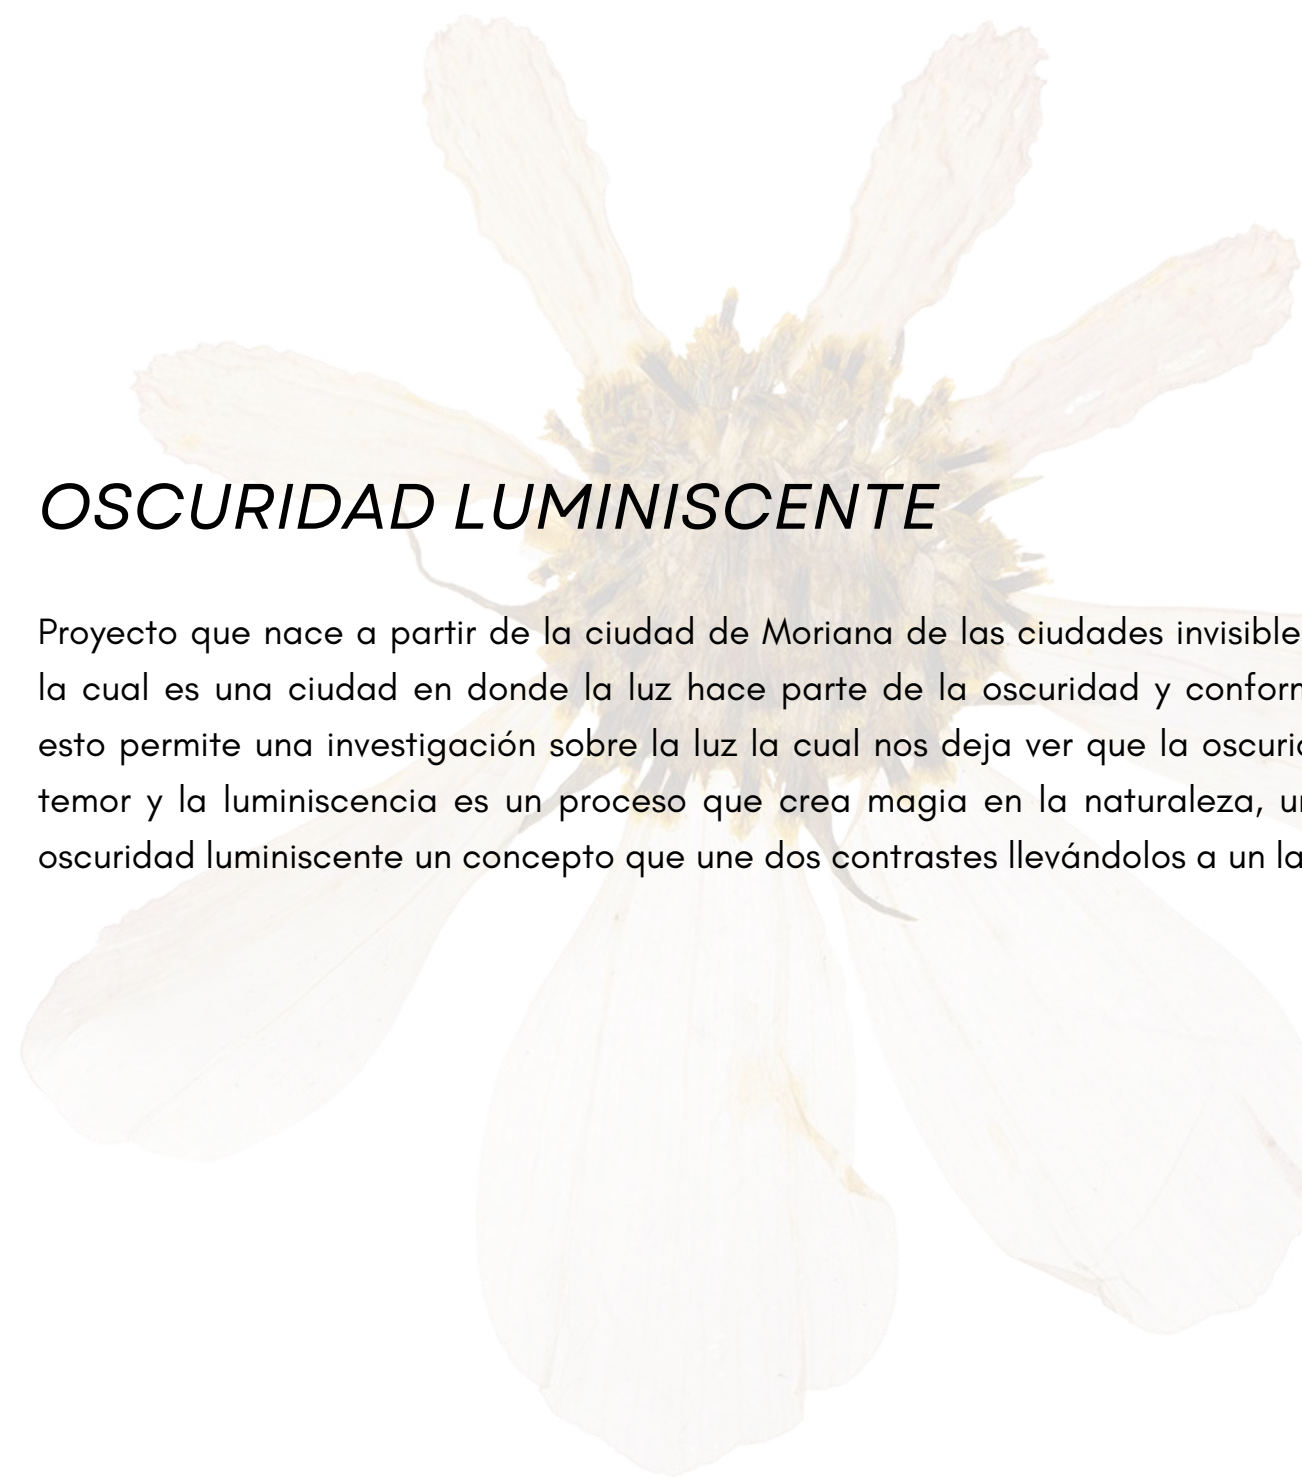 OSCURIDAD LUMINISCENTE
Proyecto que nace a partir de la ciudad de Moriana de las ciudades invisible
la cual es una ciudad en donde la luz hace parte de la oscuridad y
esto permite una investigación sobre la luz la cual nos deja ver que la
temor y la luminiscencia es un proceso que crea magia en la naturaleza,
oscuridad luminiscente un concepto que une dos contrastes llevándolos a un